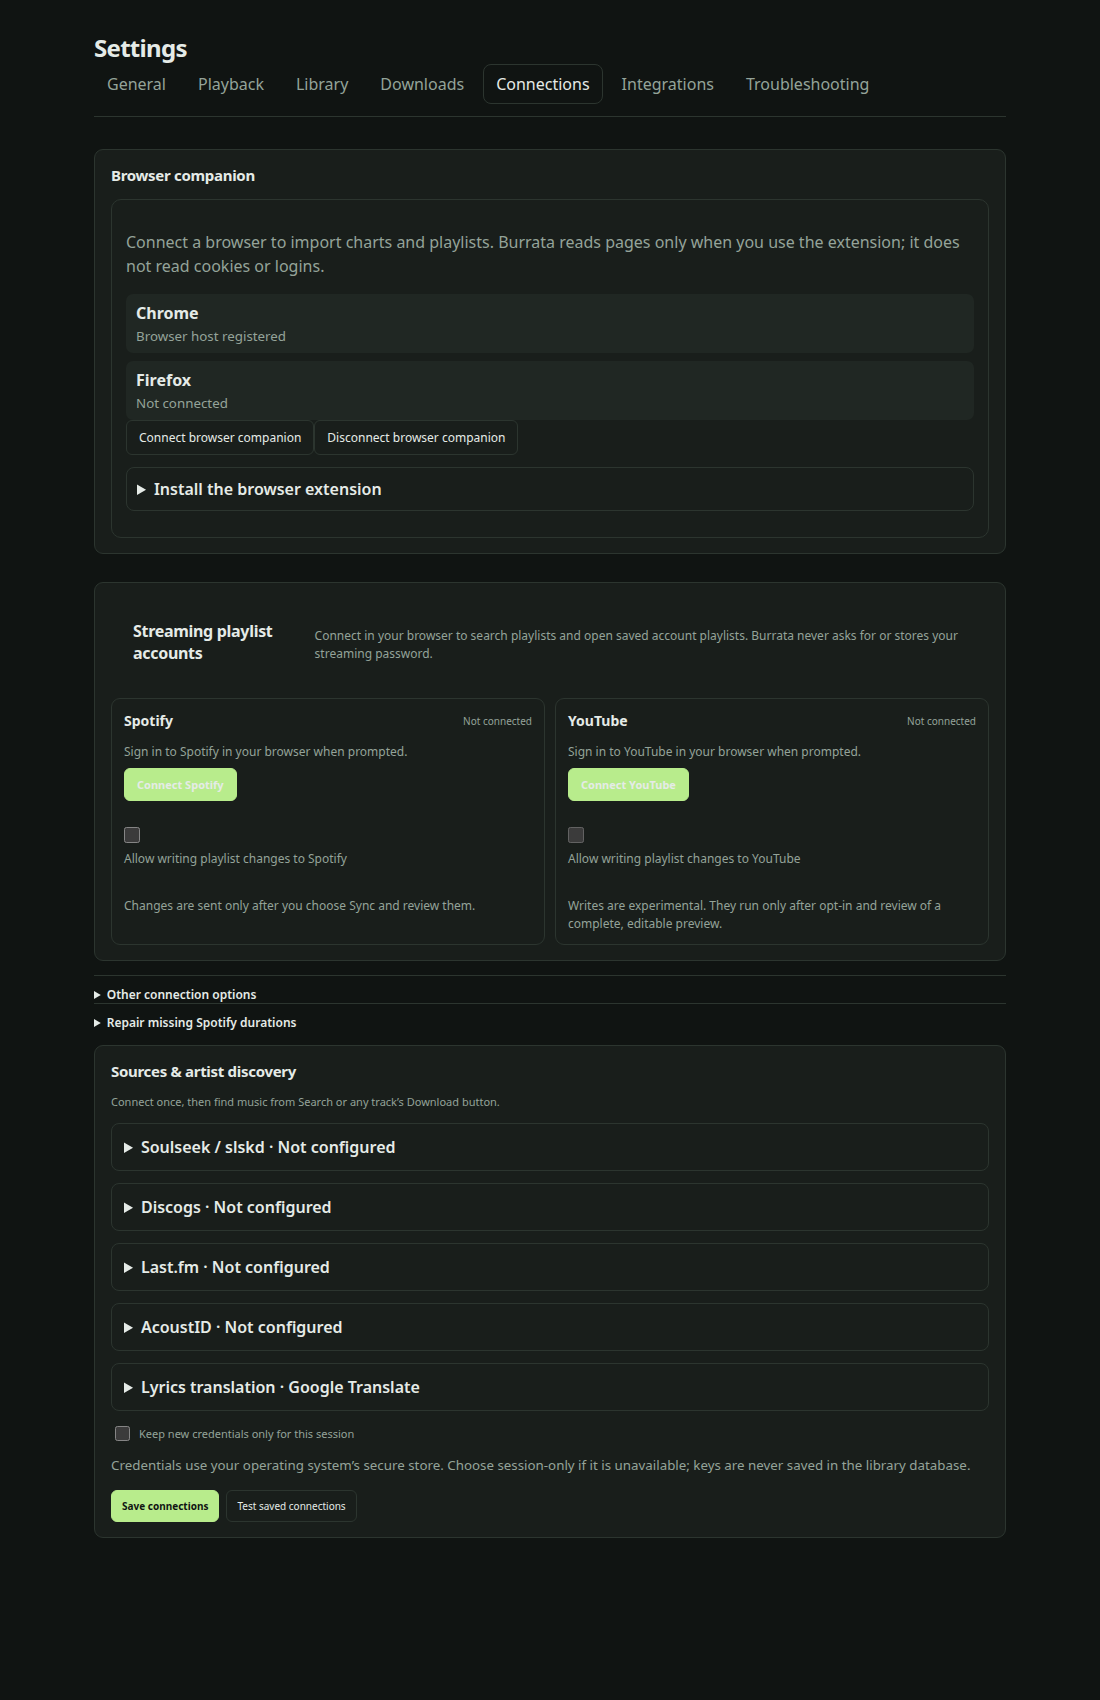 Settings
General Playback Library Downloads Connections Integrations Troubleshooting
Browser companion
Connect a browser to import charts and playlists. Burrata reads pages only when you use the extension; it does
not read cookies or logins.
Chrome
Browser host registered
Firefox
Not connected
Connect browser companion Disconnect browser companion
Install the browser extension
Streaming playlist
accounts
Connect in your browser to search playlists and open saved account playlists. Burrata never asks for or stores your
streaming password.
Spotify Not connected
Sign in to Spotify in your browser when prompted.
Connect Spotify
Allow writing playlist changes to Spotify
Changes are sent only after you choose Sync and review them.
YouTube Not connected
Sign in to YouTube in your browser when prompted.
Connect YouTube
Allow writing playlist changes to YouTube
Writes are experimental. They run only after opt-in and review of a
complete, editable preview.
Other connection options
Repair missing Spotify durations
Sources & artist discovery
Connect once, then find music from Search or any track’s Download button.
Soulseek / slskd · Not configured
Discogs · Not configured
Last.fm · Not configured
AcoustID · Not configured
Lyrics translation · Google Translate
Keep new credentials only for this session
Credentials use your operating system’s secure store. Choose session-only if it is unavailable; keys are never saved in the library database.
Save connections Test saved connections